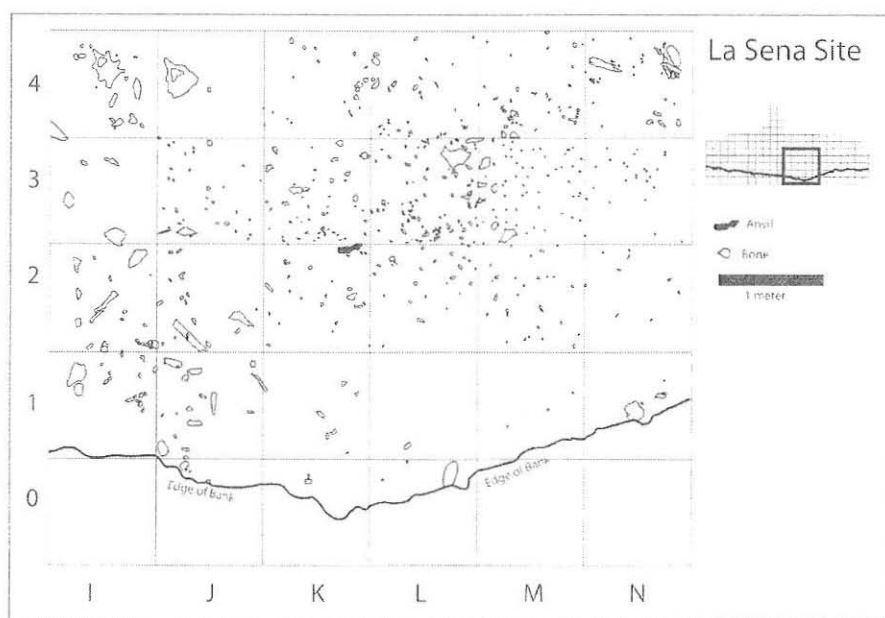 La Sena Site
4
3
2
1
0
Anvil
Bone
1 meter
Edge of Bank
Edge of Bank
I J K L M N